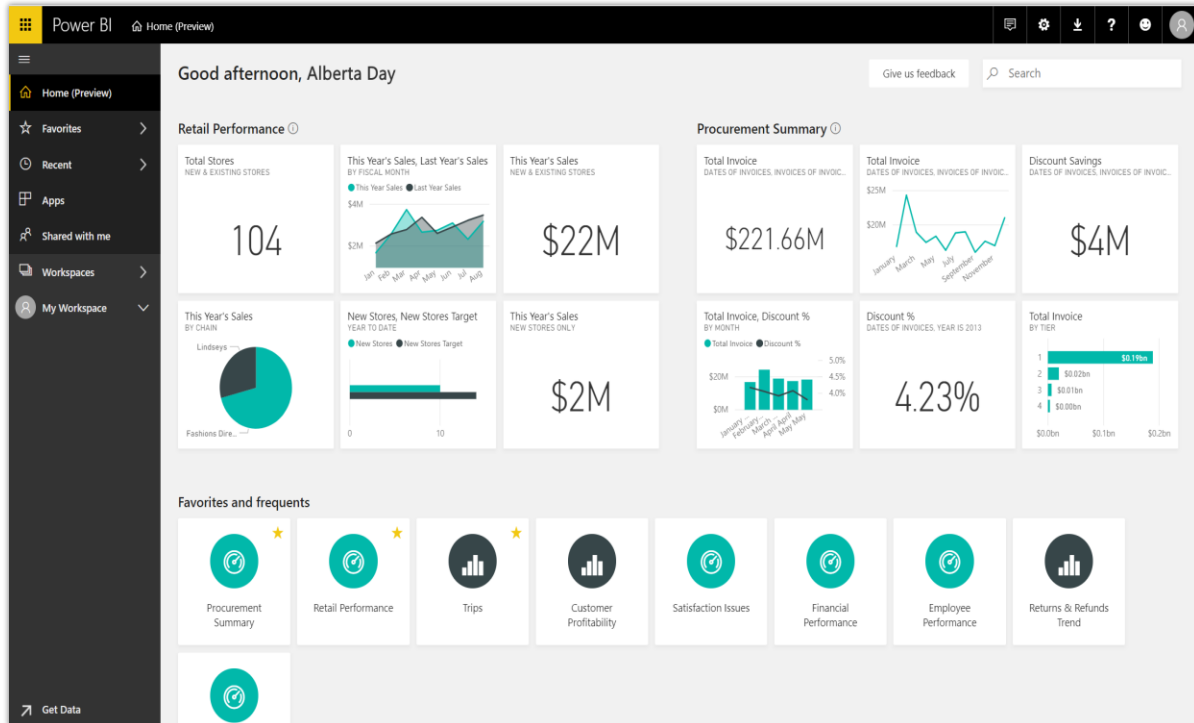 Power BI
Home (Preview)
Home (Preview)
Favorites
Recent
Apps
Shared with me
Workspaces
My Workspace
Get Data
Good afternoon, Alberta Day
Give us feedback
Search
Retail Performance
Total Stores
NEW & EXISTING STORES
104
This Year's Sales, Last Year's Sales
BY FISCAL MONTH
This Year Sales Last Year Sales
$4M
$2M
Jan Feb Mar Apr May Jun Jul Aug
This Year's Sales
NEW & EXISTING STORES
$22M
This Year's Sales
BY CHAIN
Lindseys
Fashions Dire...
New Stores, New Stores Target
YEAR TO DATE
New Stores New Stores Target
0 10
This Year's Sales
NEW STORES ONLY
$2M
Procurement Summary
Total Invoice
DATES OF INVOICES, INVOICES OF INVOIC...
$221.66M
Total Invoice
DATES OF INVOICES, INVOICES OF INVOIC...
$25M
$20M
January March May July September November
Discount Savings
DATES OF INVOICES, INVOICES OF INVOIC...
$4M
Total Invoice, Discount %
BY MONTH
Total Invoice Discount %
5.0%
$20M 4.5%
4.0%
$0M
January ... February... March ... April April May May
Discount %
DATES OF INVOICES, YEAR IS 2013
4.23%
Total Invoice
BY TIER
1 $0.19bn
2 $0.02bn
3 $0.01bn
4 $0.00bn
$0.0bn $0.1bn $0.2bn
Favorites and frequents
Procurement
Summary
Retail Performance
Trips
Customer
Profitability
Satisfaction Issues
Financial
Performance
Employee
Performance
Returns & Refunds
Trend